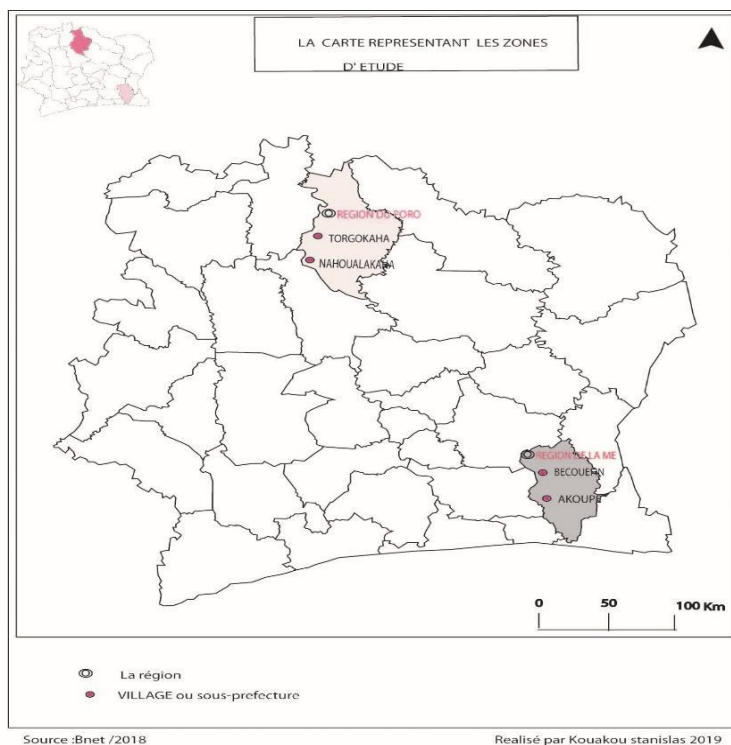 LA CARTE REPRESENTANT LES ZONES
D' ETUDE
REGION DU PORO
TORGOKAHA
NAHOUALAKAHA
REGION DE LA ME
BECOUEFIN
AKOUPE
0 50 100 Km
La région
VILLAGE ou sous-prefecture
Source :Bnet /2018
Realisé par Kouakou stanislas 2019